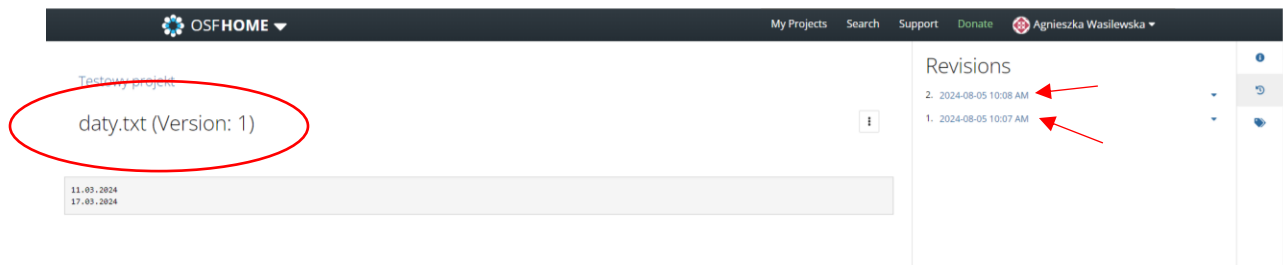 OSFHOME My Projects Search Support Donate Agnieszka Wasilewska
Testowy projekt
daty.txt (Version: 1)
11.03.2024
17.03.2024
Revisions
2. 2024-08-05 10:08 AM
1. 2024-08-05 10:07 AM